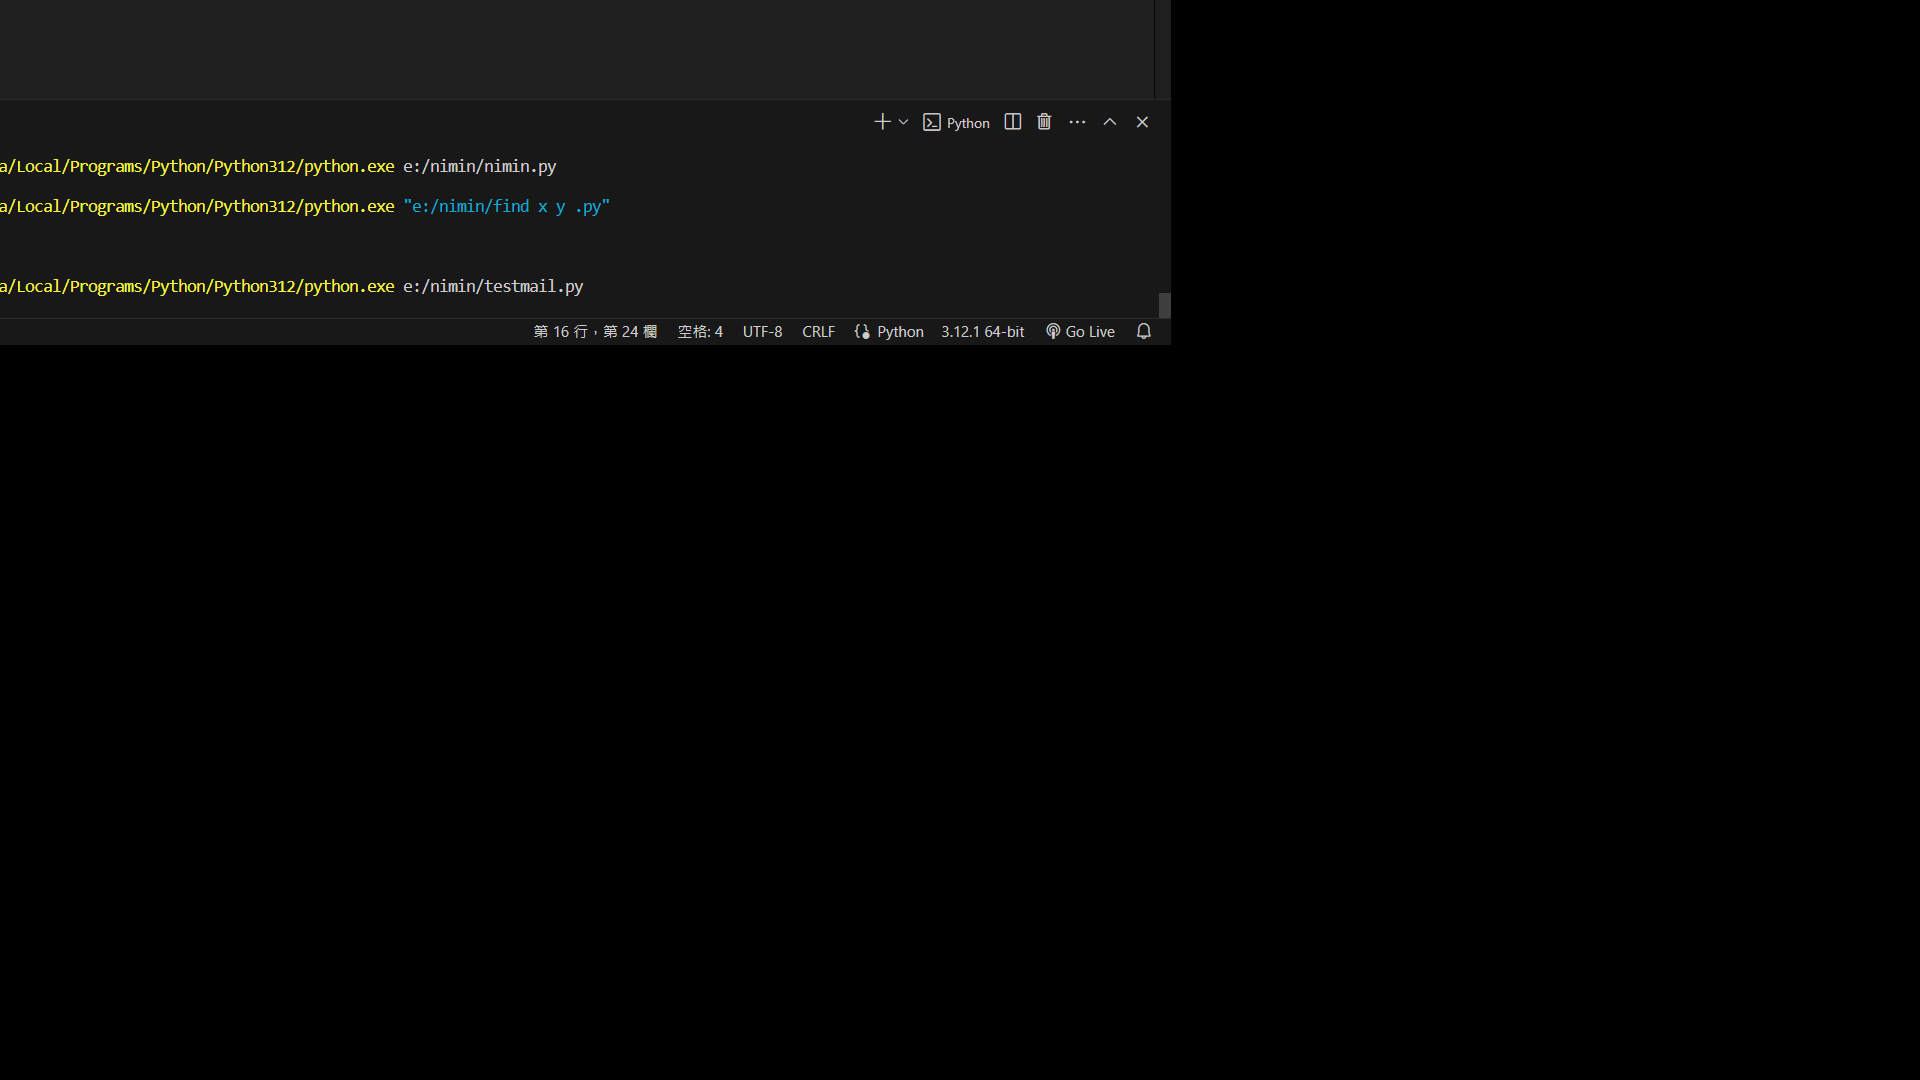 Python
a/Local/Programs/Python/Python312/python.exe e:/nimin/nimin.py
a/Local/Programs/Python/Python312/python.exe "e:/nimin/find x y .py"
a/Local/Programs/Python/Python312/python.exe e:/nimin/testmail.py
第 16 行，第 24 欄 空格: 4 UTF-8 CRLF Python 3.12.1 64-bit Go Live